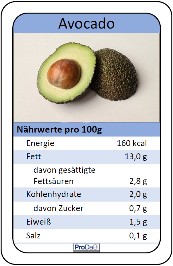 Avocado
Nährwerte pro 100g
Energie 160 kcal
Fett 13,0 g
davon gesättigte
Fettsäuren 2,8 g
Kohlenhydrate 2,0 g
davon Zucker 0,7 g
Eiweiß 1,5 g
Salz 0,1 g
ProDaB